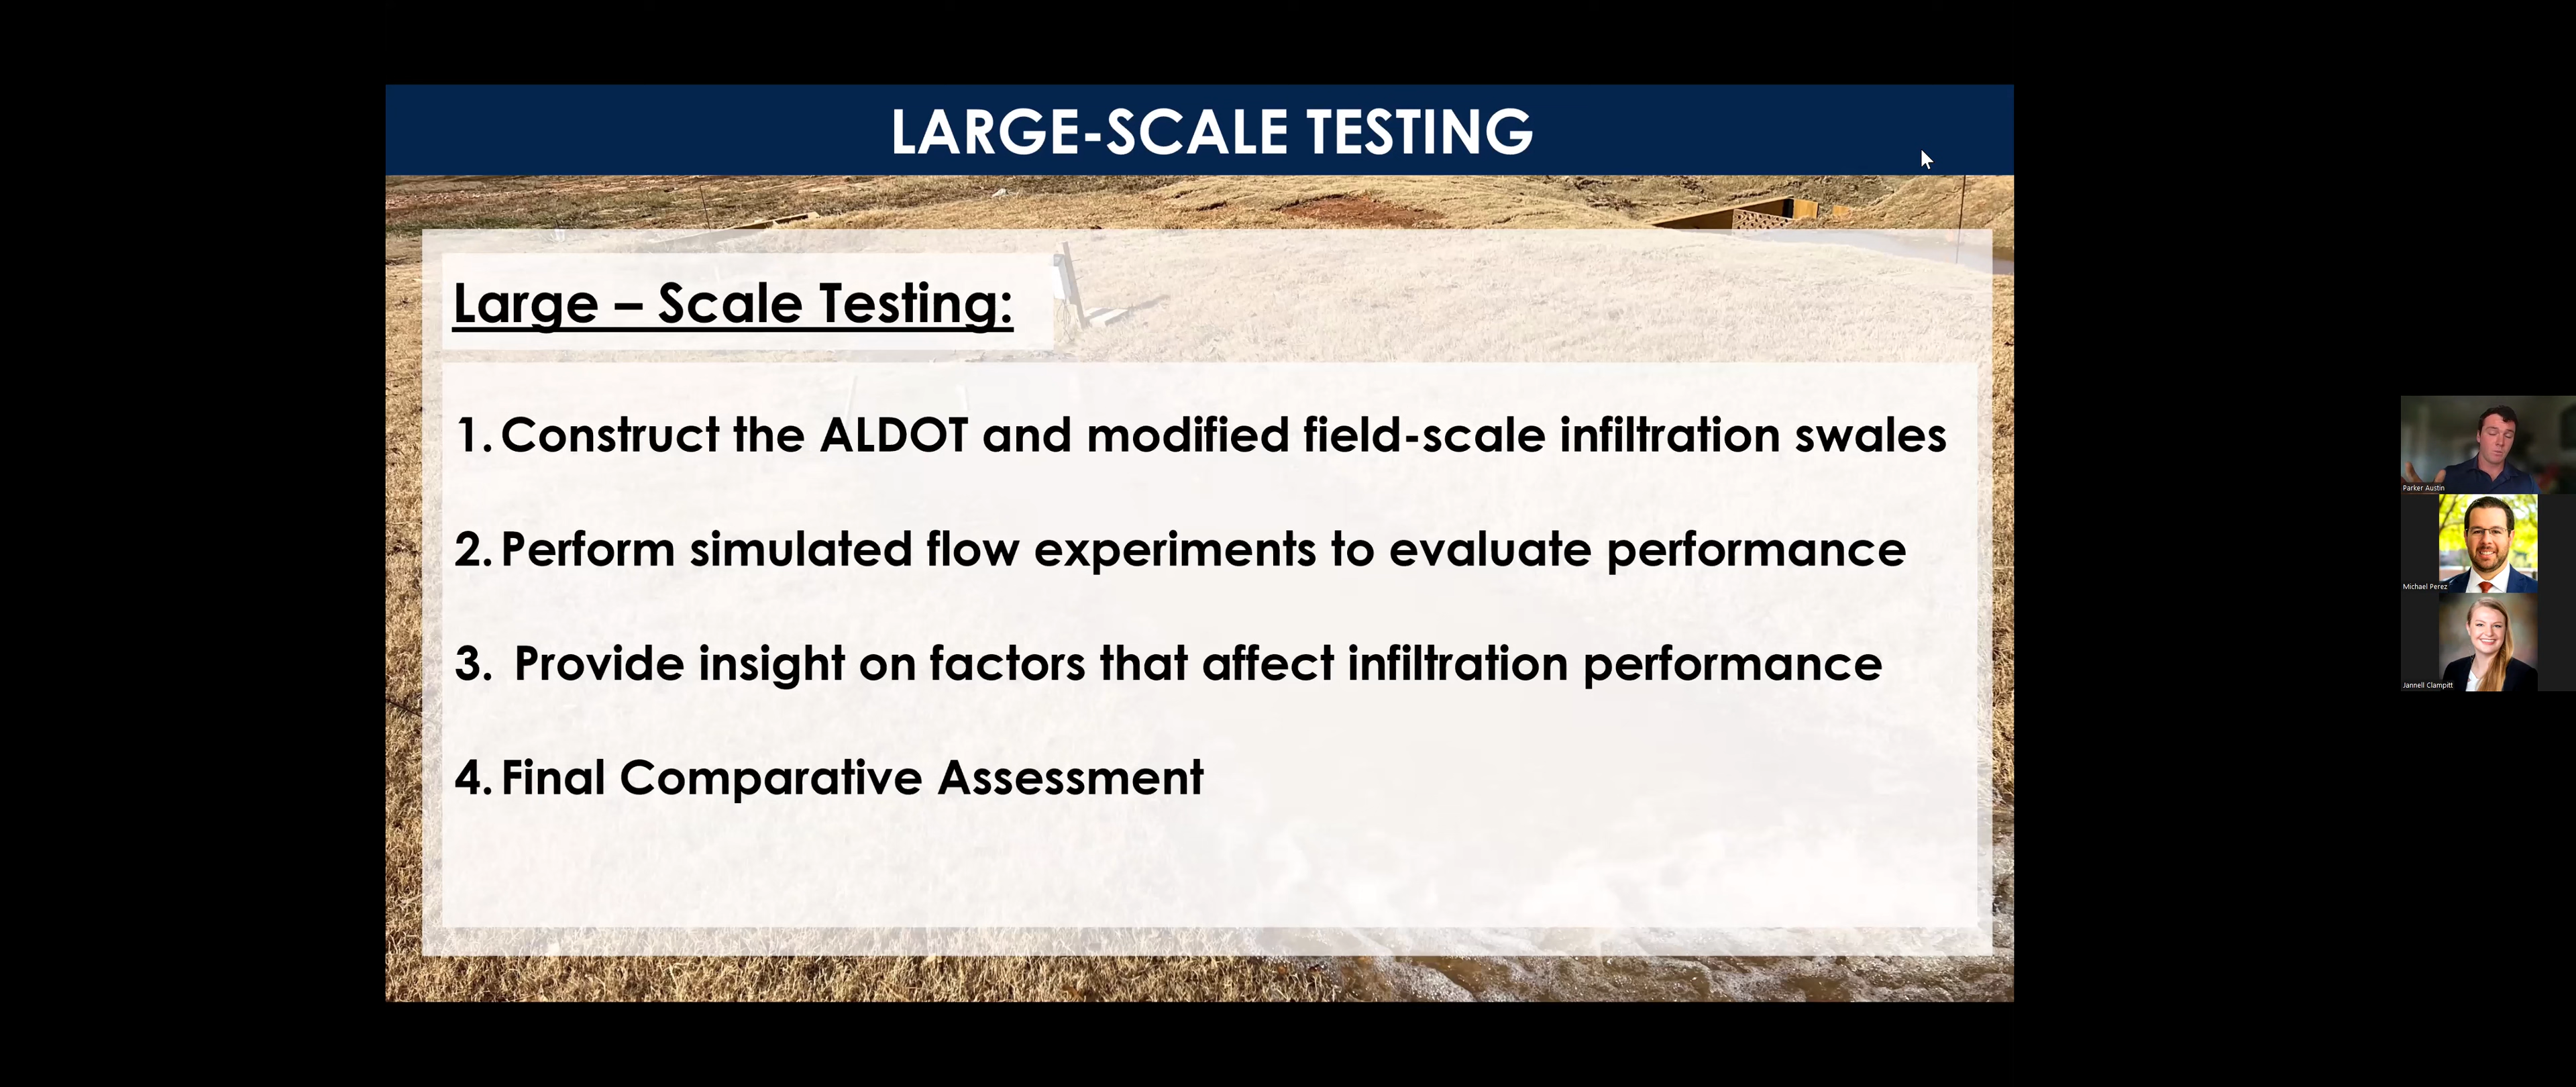 LARGE-SCALE TESTING
Large – Scale Testing:
1. Construct the ALDOT and modified field-scale infiltration swales
2. Perform simulated flow experiments to evaluate performance
3. Provide insight on factors that affect infiltration performance
4. Final Comparative Assessment
Parker Austin
Michael Perez
Jannell Clampitt